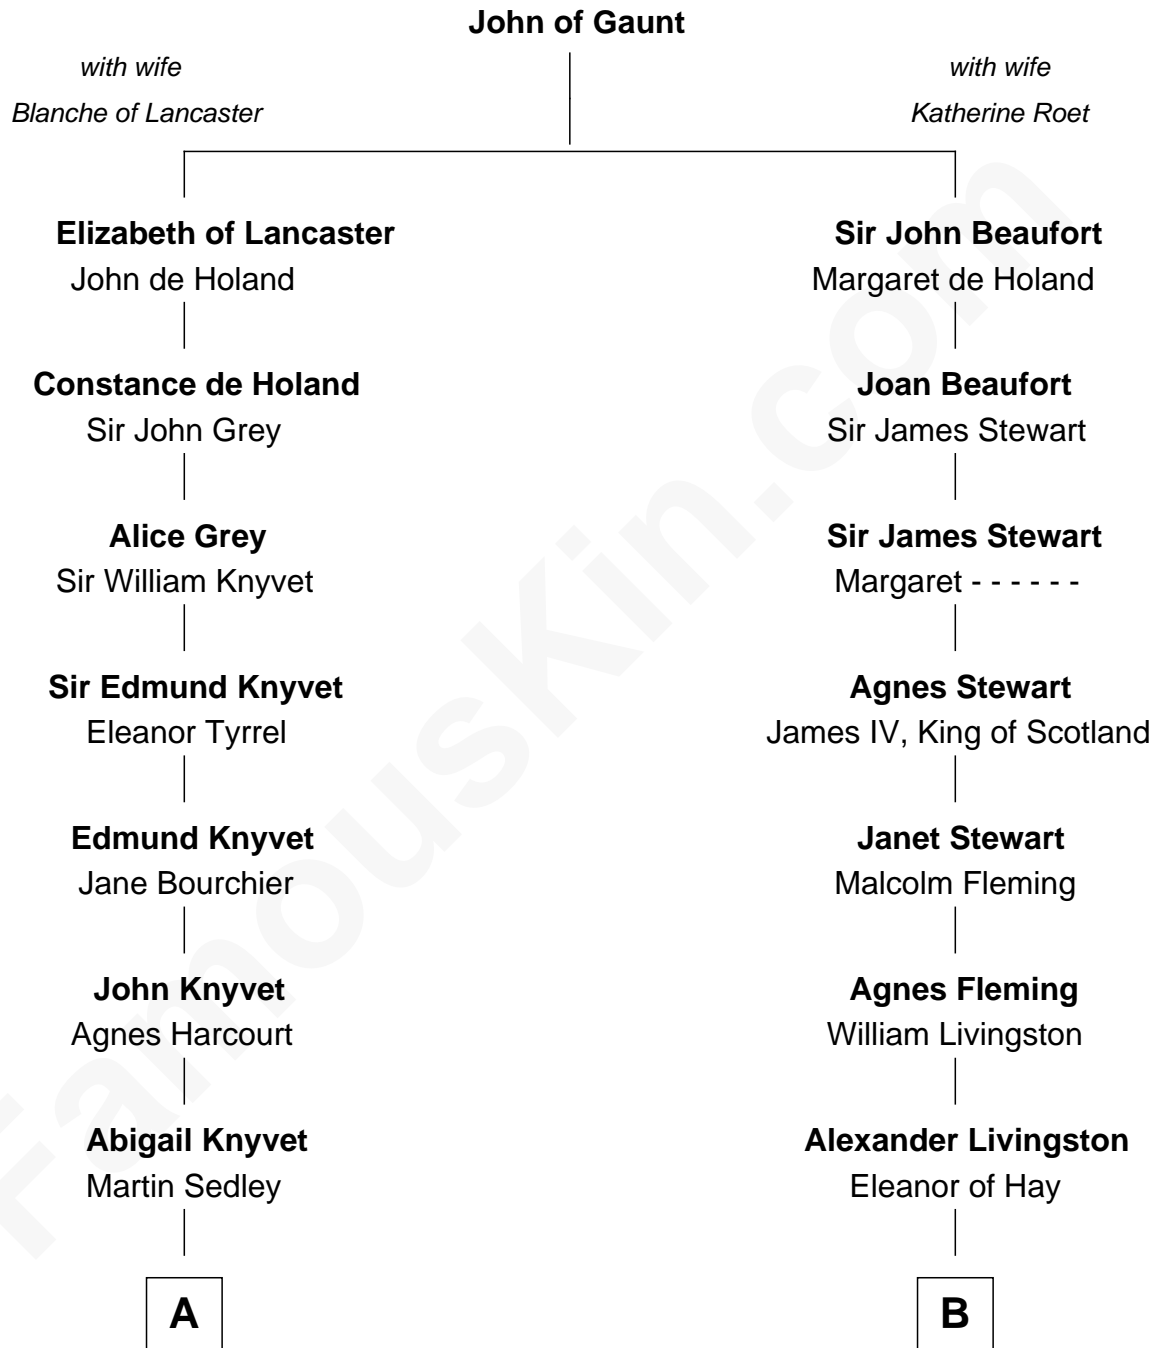 John of Gaunt
with wife
Blanche of Lancaster
with wife
Katherine Roet
Elizabeth of Lancaster
John de Holand
Sir John Beaufort
Margaret de Holand
Constance de Holand
Sir John Grey
Joan Beaufort
Sir James Stewart
Alice Grey
Sir William Knyvet
Sir James Stewart
Margaret - - - - - -
Sir Edmund Knyvet
Eleanor Tyrrel
Agnes Stewart
James IV, King of Scotland
Edmund Knyvet
Jane Bourchier
Janet Stewart
Malcolm Fleming
John Knyvet
Agnes Harcourt
Agnes Fleming
William Livingston
Abigail Knyvet
Martin Sedley
Alexander Livingston
Eleanor of Hay
A
B
FamousKin.com